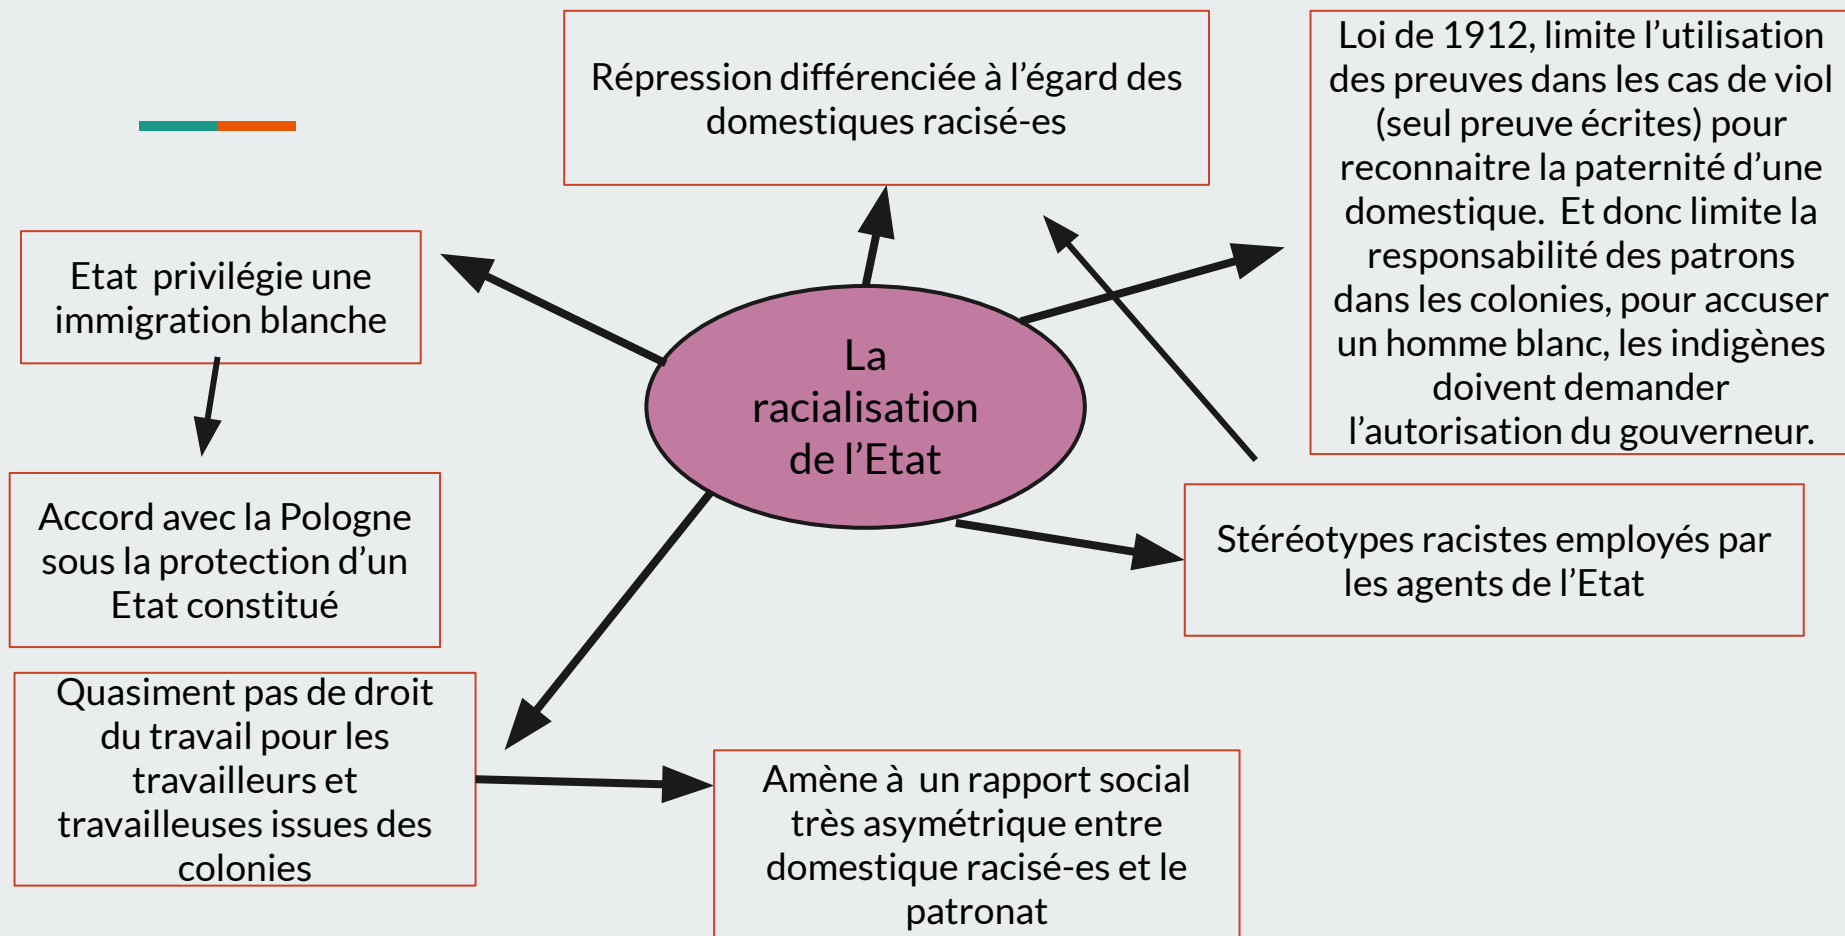 Répression différenciée à l’égard des
domestiques racisé-es
Loi de 1912, limite l’utilisation
des preuves dans les cas de viol
(seul preuve écrites) pour
reconnaitre la paternité d’une
domestique. Et donc limite la
responsabilité des patrons
dans les colonies, pour accuser
un homme blanc, les indigènes
doivent demander
l’autorisation du gouverneur.
Etat privilégie une
immigration blanche
La
racialisation
de l’Etat
Accord avec la Pologne
sous la protection d’un
Etat constitué
Stéréotypes racistes employés par
les agents de l’Etat
Quasiment pas de droit
du travail pour les
travailleurs et
travailleuses issues des
colonies
Amène à un rapport social
très asymétrique entre
domestique racisé-es et le
patronat